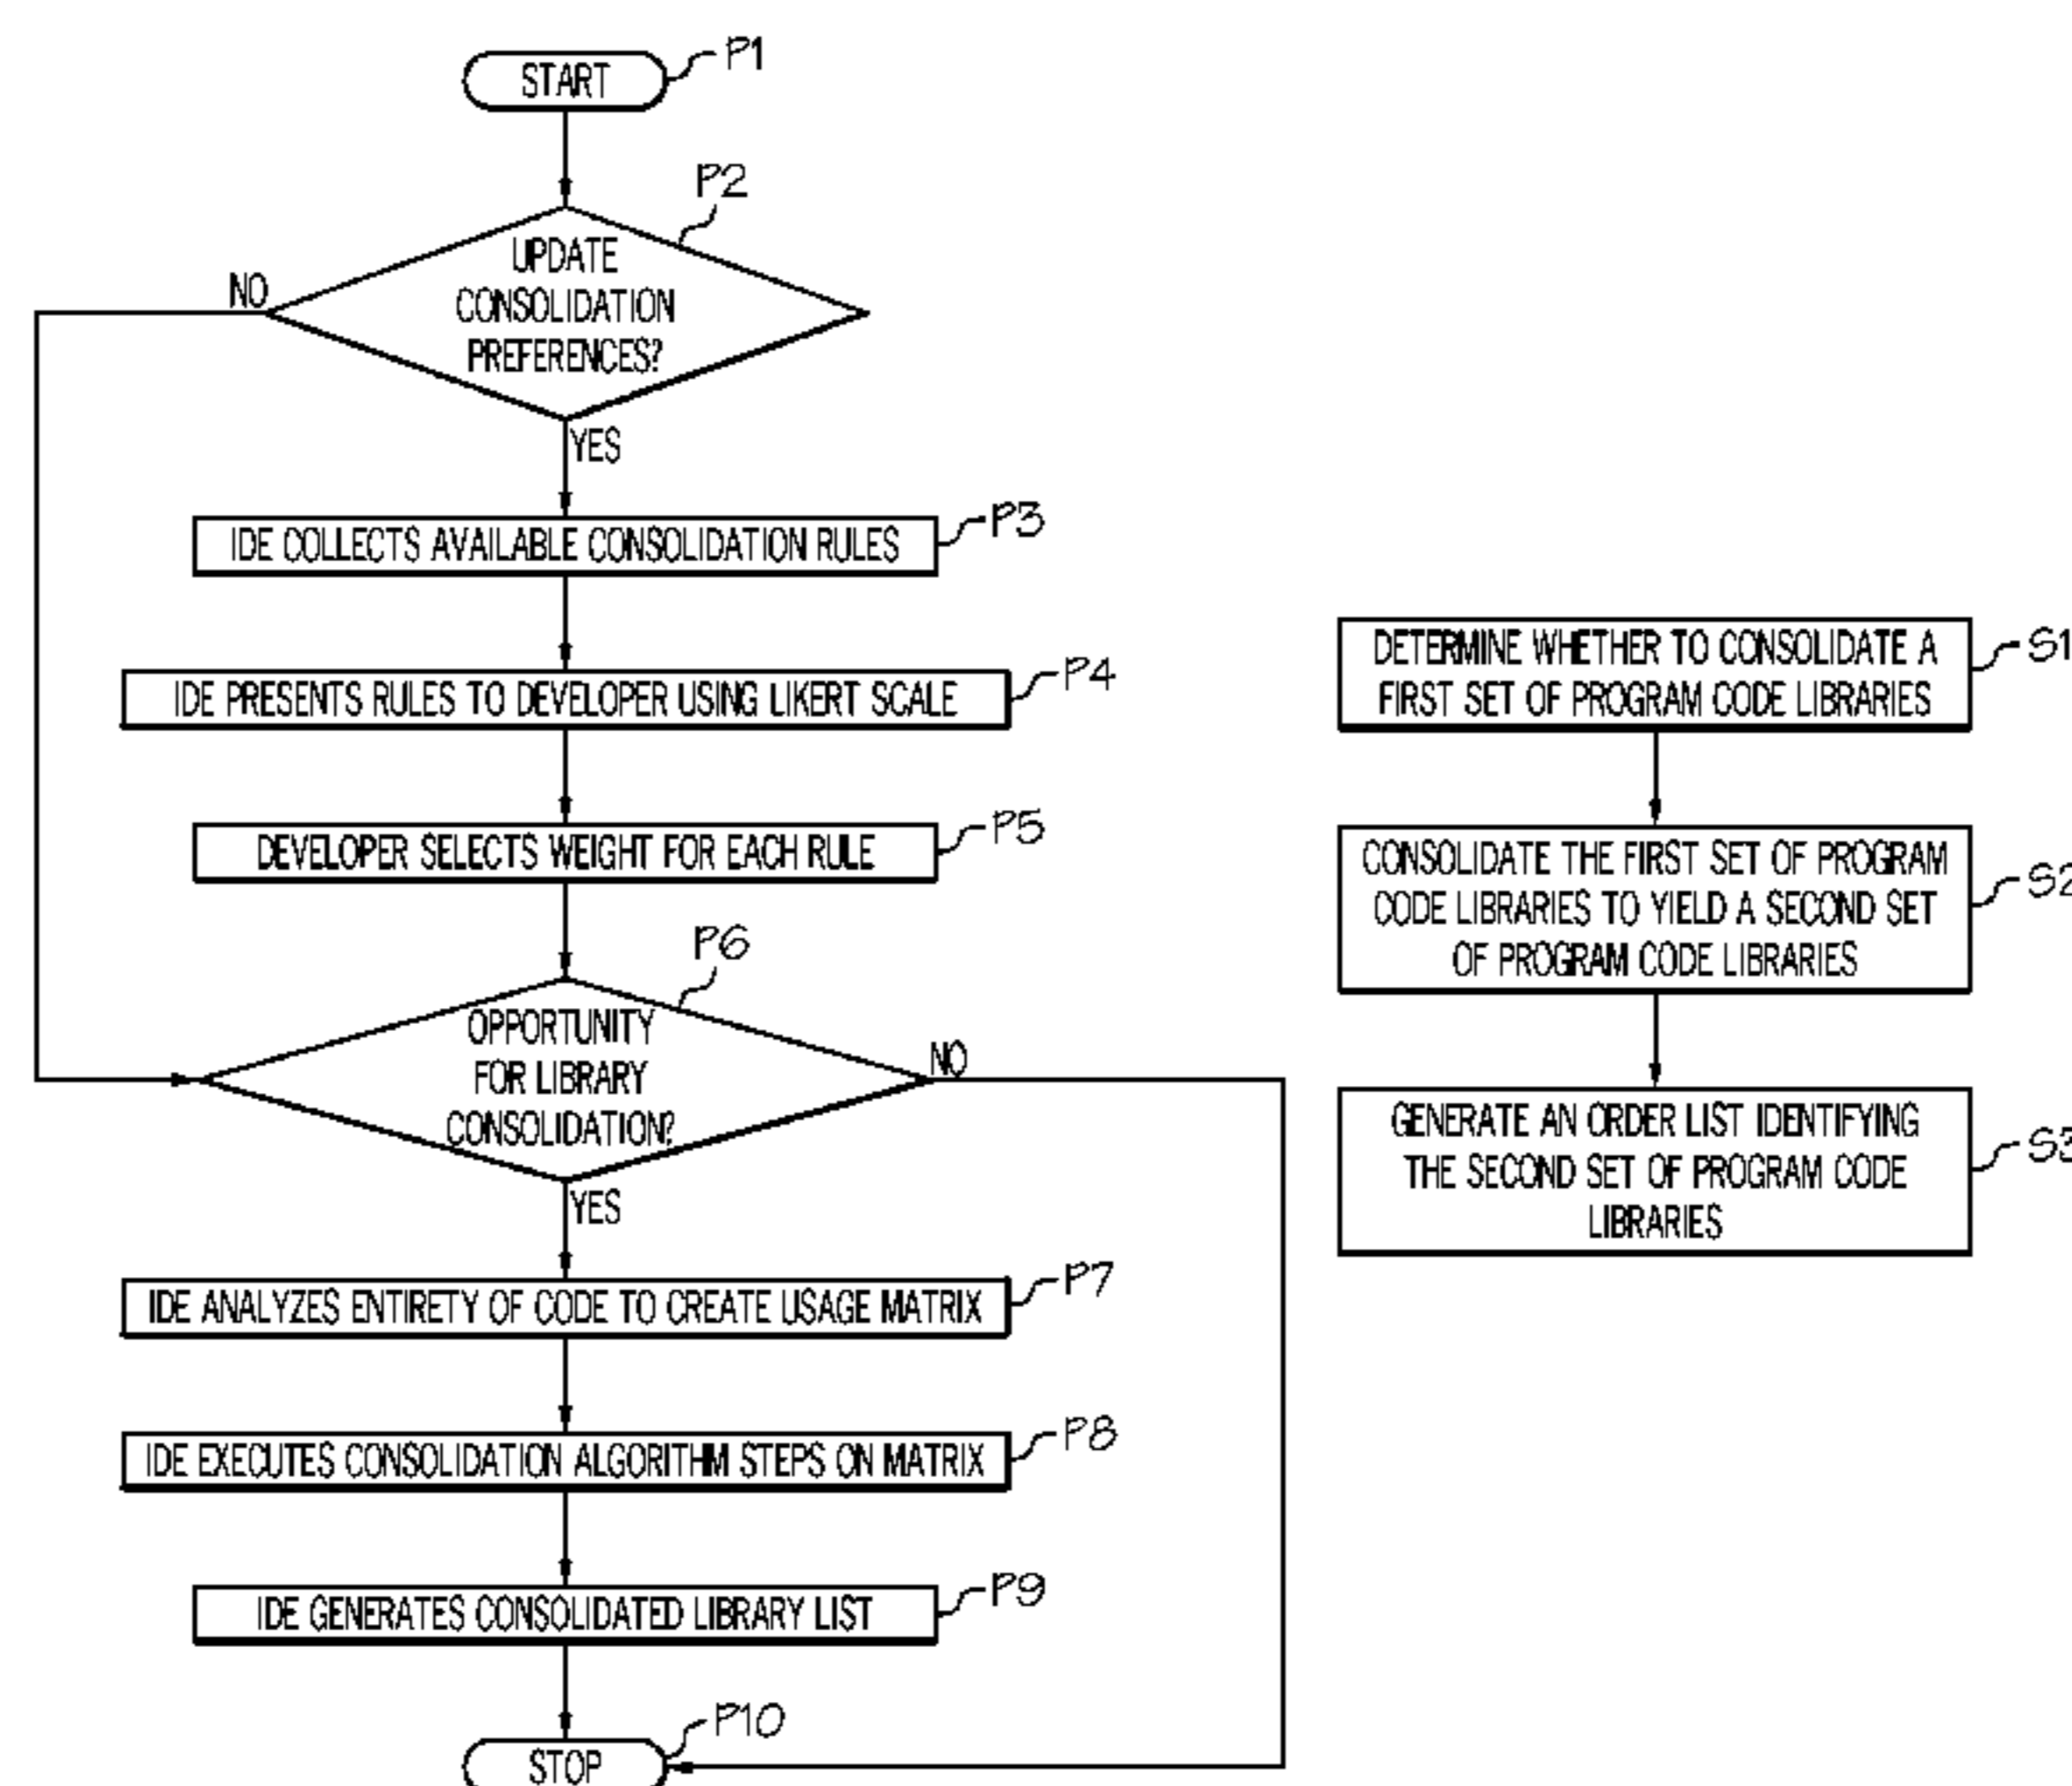 START
P1
P2
UPDATE
CONSOLIDATION
PREFERENCES?
NO
YES
IDE COLLECTS AVAILABLE CONSOLIDATION RULES
P3
IDE PRESENTS RULES TO DEVELOPER USING LIKERT SCALE
P4
DEVELOPER SELECTS WEIGHT FOR EACH RULE
P5
P6
OPPORTUNITY
FOR LIBRARY
CONSOLIDATION?
NO
YES
IDE ANALYZES ENTIRETY OF CODE TO CREATE USAGE MATRIX
P7
IDE EXECUTES CONSOLIDATION ALGORITHM STEPS ON MATRIX
P8
IDE GENERATES CONSOLIDATED LIBRARY LIST
P9
P10
STOP
DETERMINE WHETHER TO CONSOLIDATE A
FIRST SET OF PROGRAM CODE LIBRARIES
S1
CONSOLIDATE THE FIRST SET OF PROGRAM
CODE LIBRARIES TO YIELD A SECOND SET
OF PROGRAM CODE LIBRARIES
S2
GENERATE AN ORDER LIST IDENTIFYING
THE SECOND SET OF PROGRAM CODE
LIBRARIES
S3